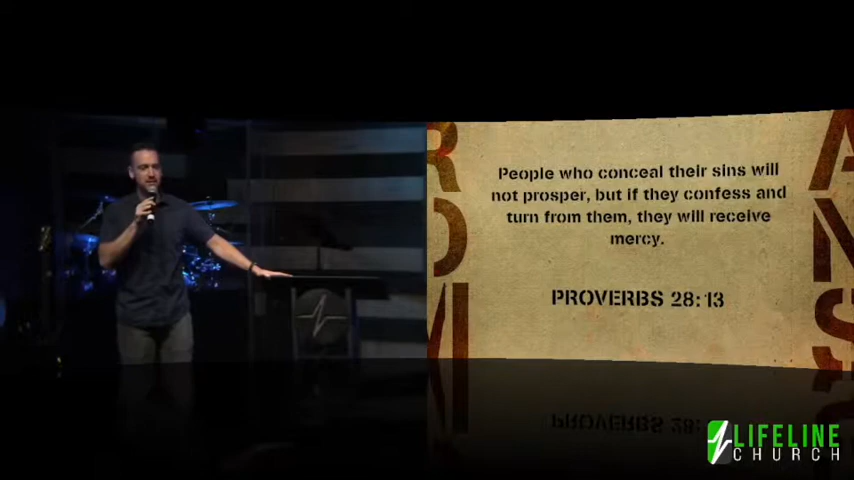 People who conceal their sins will
not prosper, but if they confess and
turn from them, they will receive
mercy.
PROVERBS 28:13
LIFELINE
CHURCH